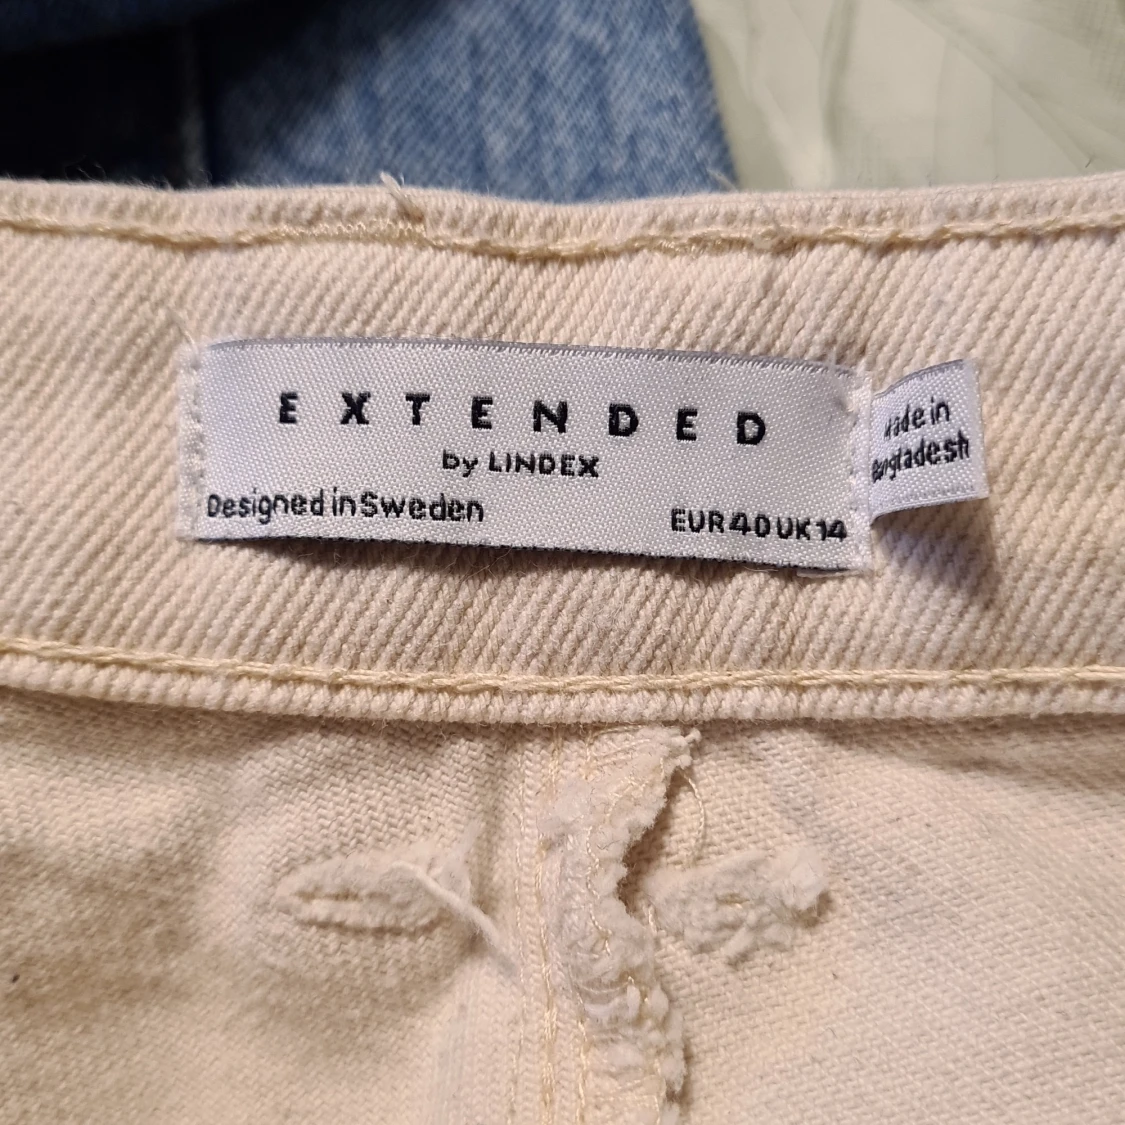 EXTENDED
by LINDEX
Designed in Sweden
EUR 40 UK 14
Made in
Bangladesh